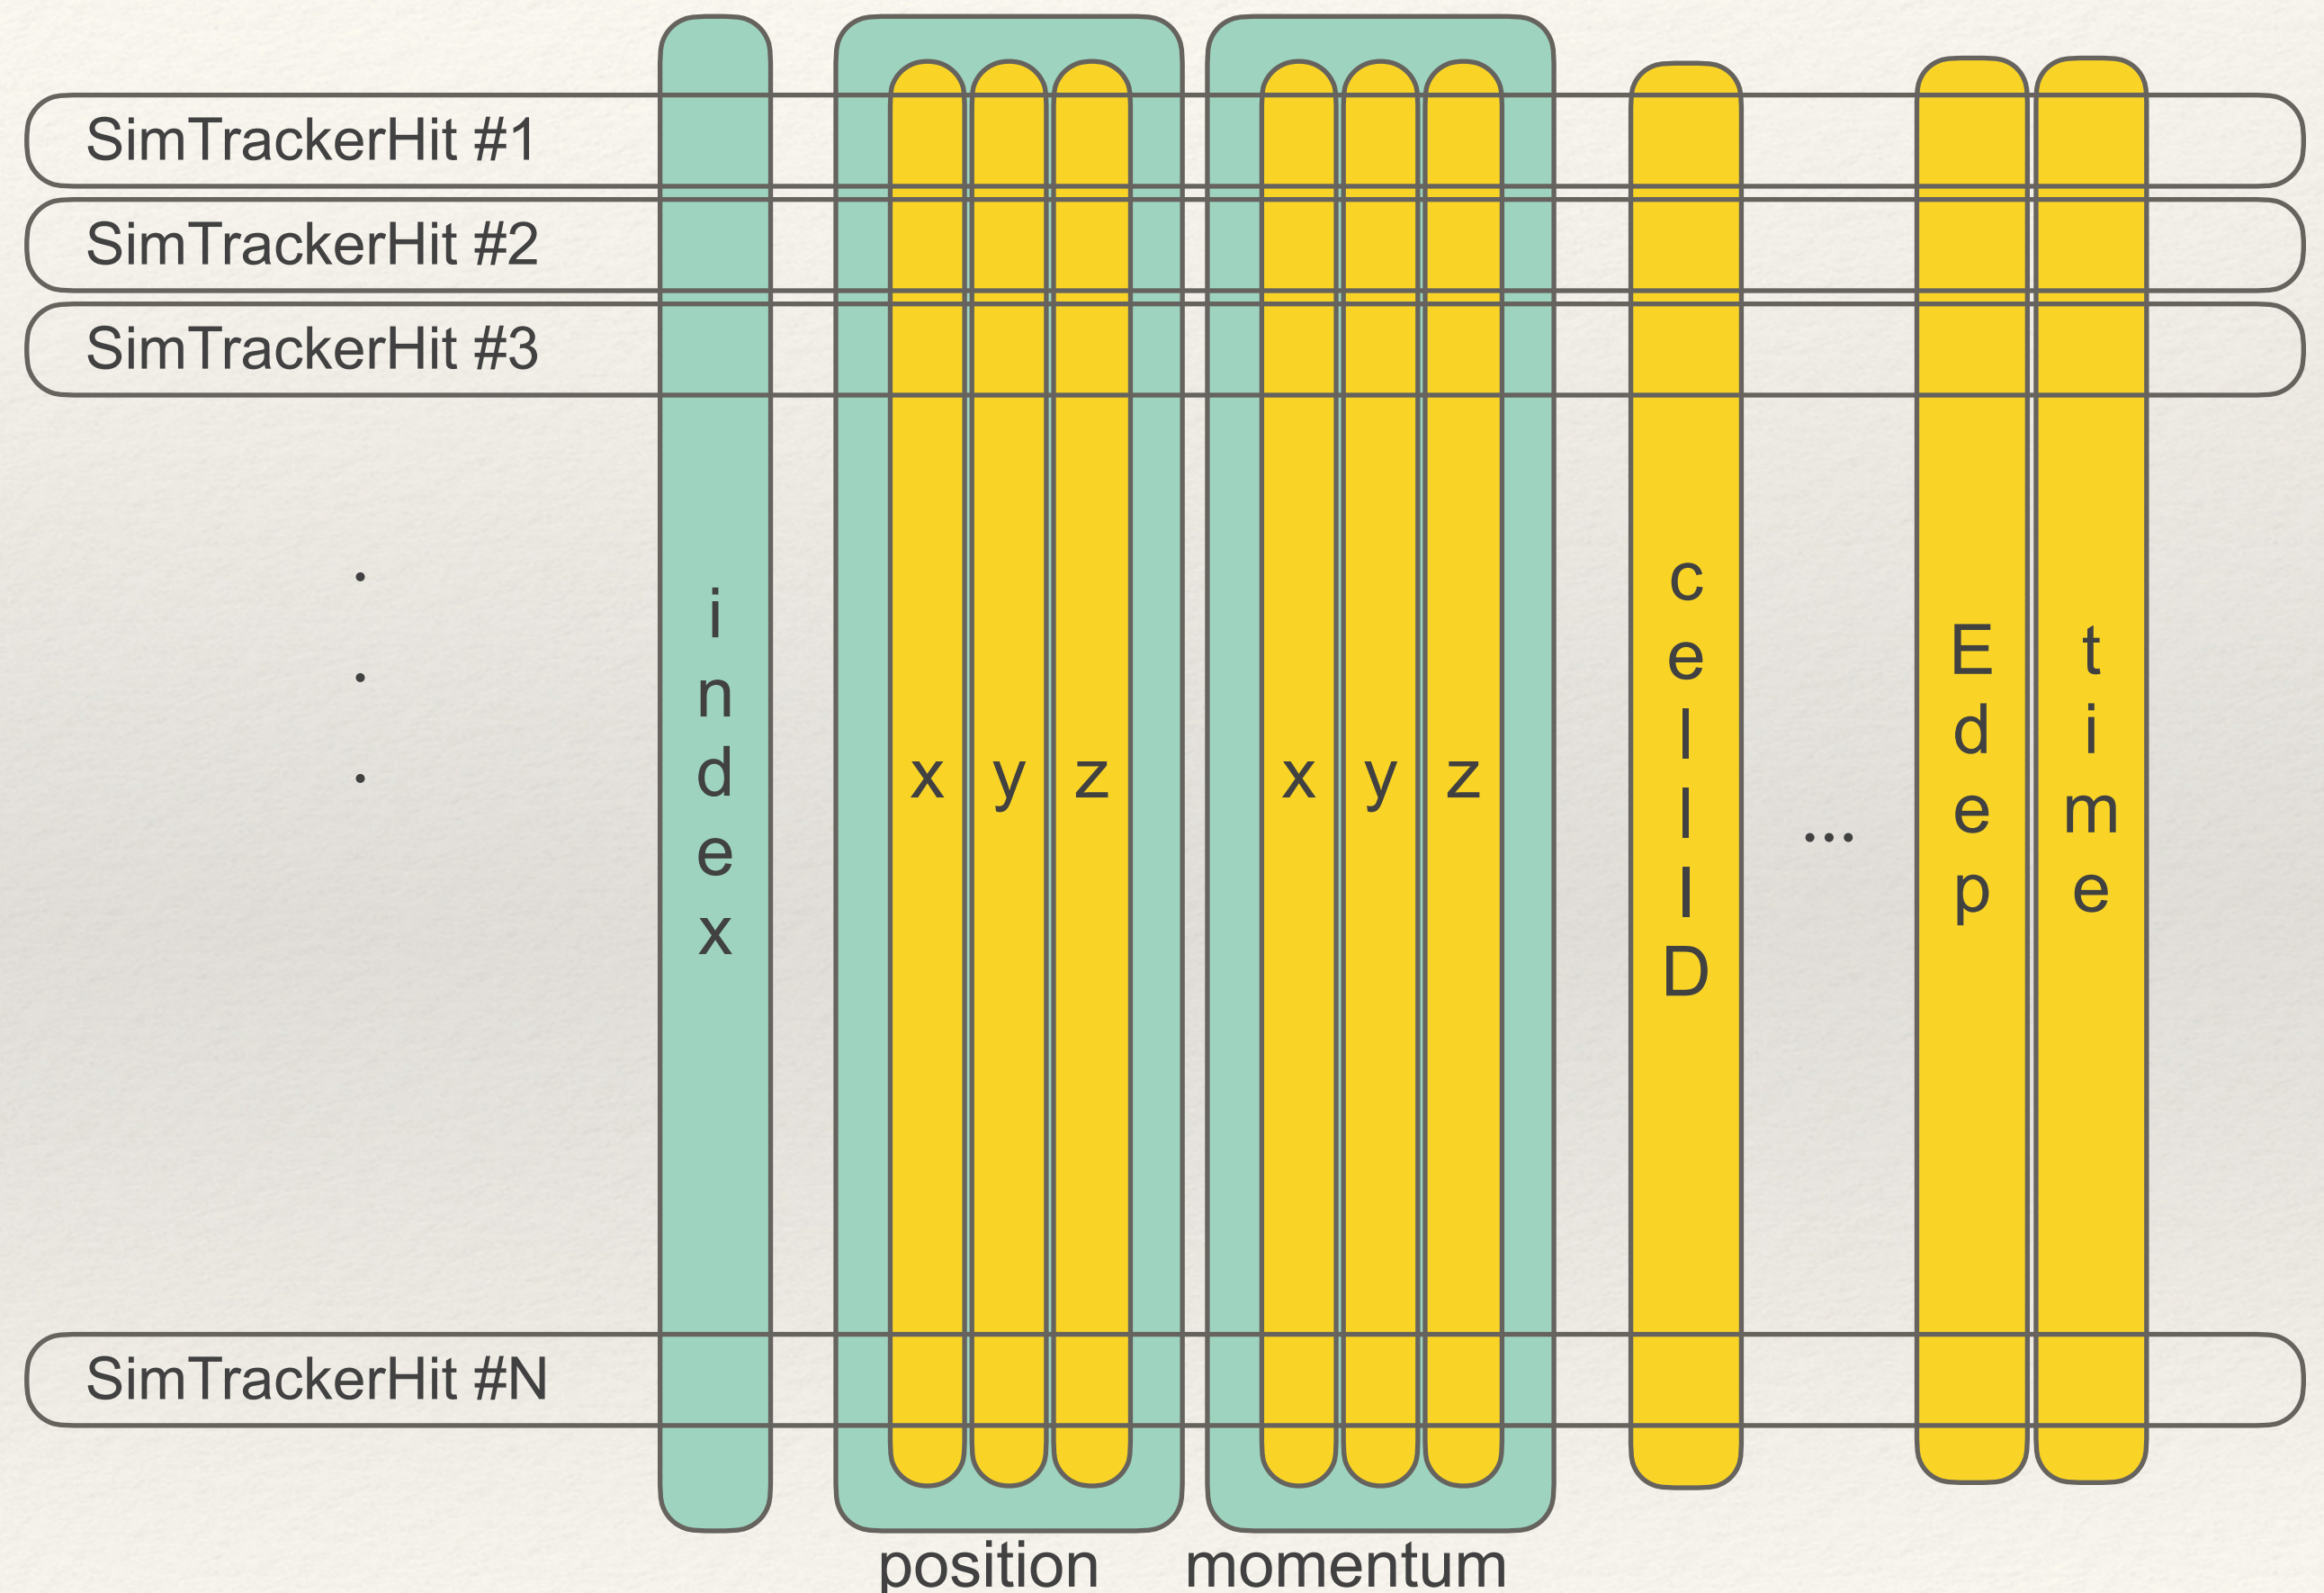 SimTrackerHit #1
SimTrackerHit #2
SimTrackerHit #3
.
.
.
index
x y z
x y z
cellID
...
Edep
time
SimTrackerHit #N
position momentum